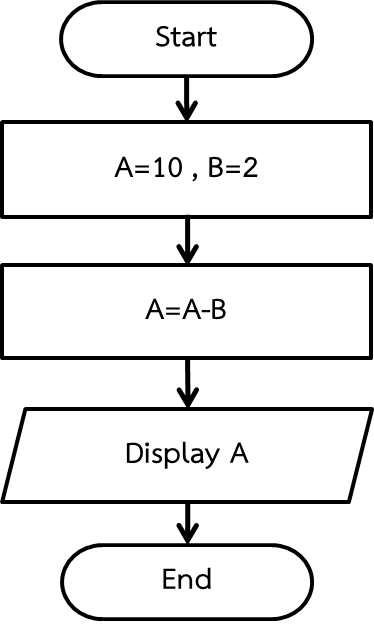 Start
A=10 , B=2
A=A-B
Display A
End